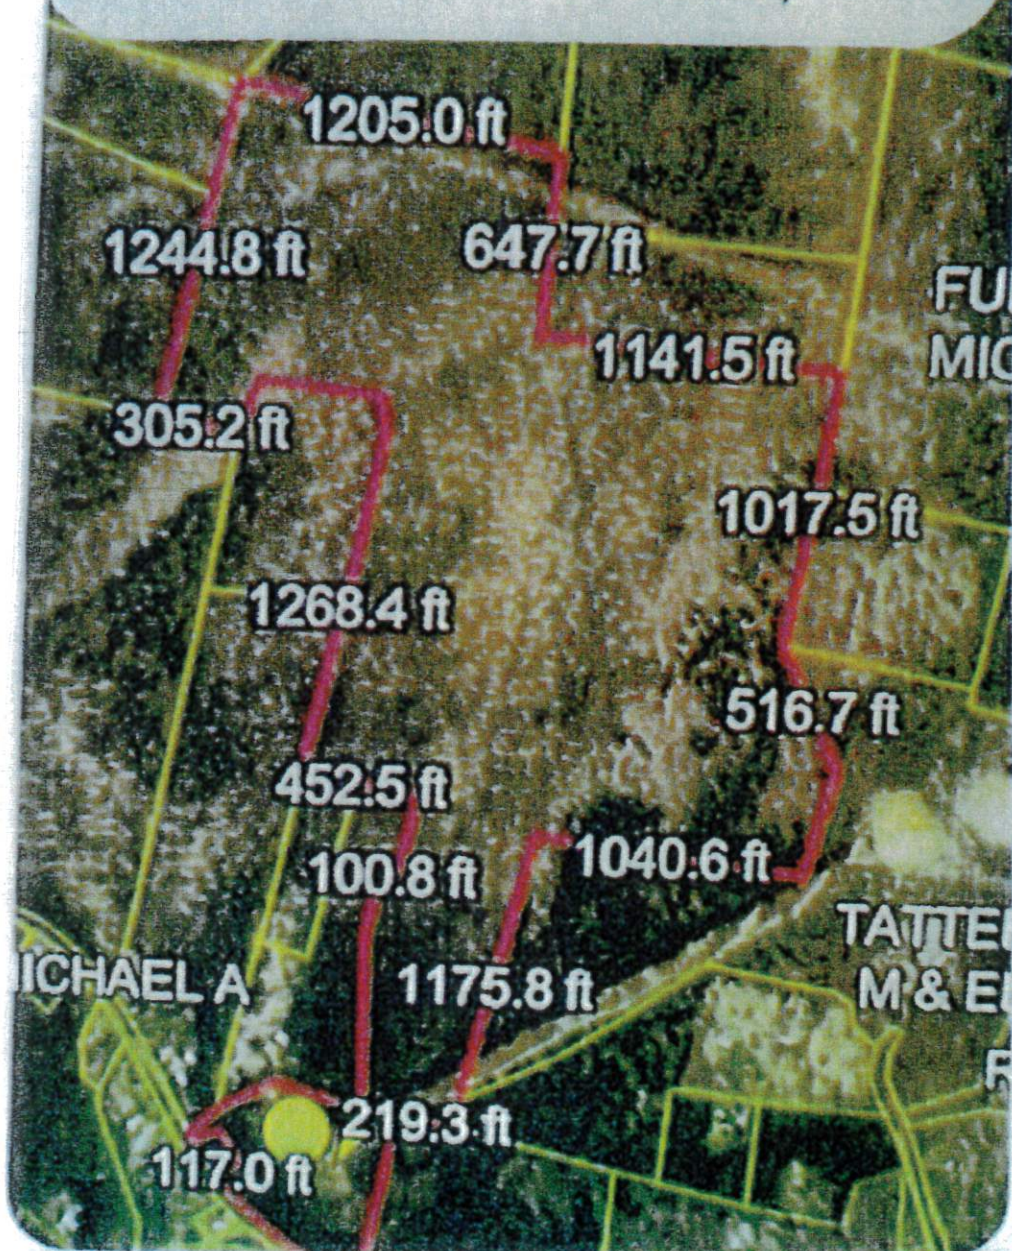 1205.0 ft
1244.8 ft
647.7 ft
FU
MIC
1141.5 ft
305.2 ft
1017.5 ft
1268.4 ft
516.7 ft
452.5 ft
1040.6 ft
100.8 ft
TATTE
M & E
ICHAEL A
1175.8 ft
R
219.3 ft
117.0 ft